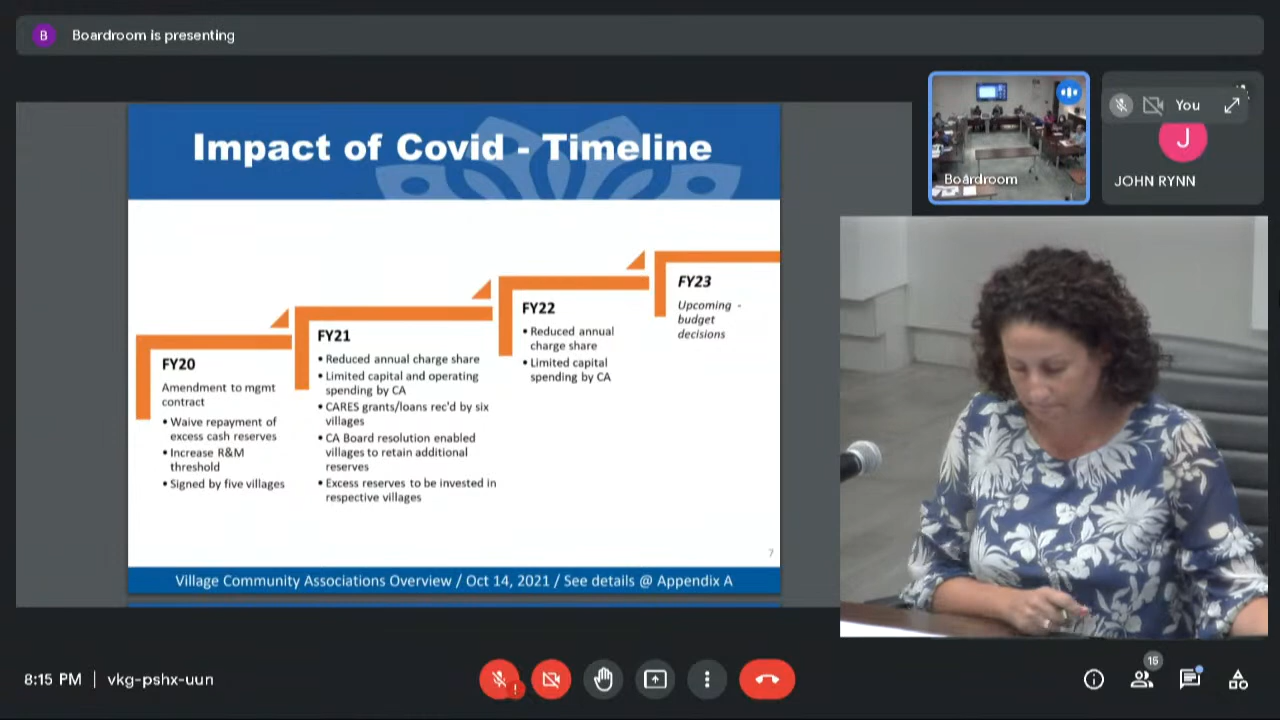 B Boardroom is presenting
Impact of Covid - Timeline
FY20
Amendment to mgmt
contract
• Waive repayment of
excess cash reserves
• Increase R&M
threshold
• Signed by five villages
FY21
• Reduced annual charge share
• Limited capital and operating
spending by CA
• CARES grants/loans rec'd by six
villages
• CA Board resolution enabled
villages to retain additional
reserves
• Excess reserves to be invested in
respective villages
FY22
• Reduced annual
charge share
• Limited capital
spending by CA
FY23
Upcoming -
budget
decisions
7
Village Community Associations Overview / Oct 14, 2021 / See details @ Appendix A
Boardroom
You
J
JOHN RYNN
8:15 PM | vkg-pshx-uun
!
15